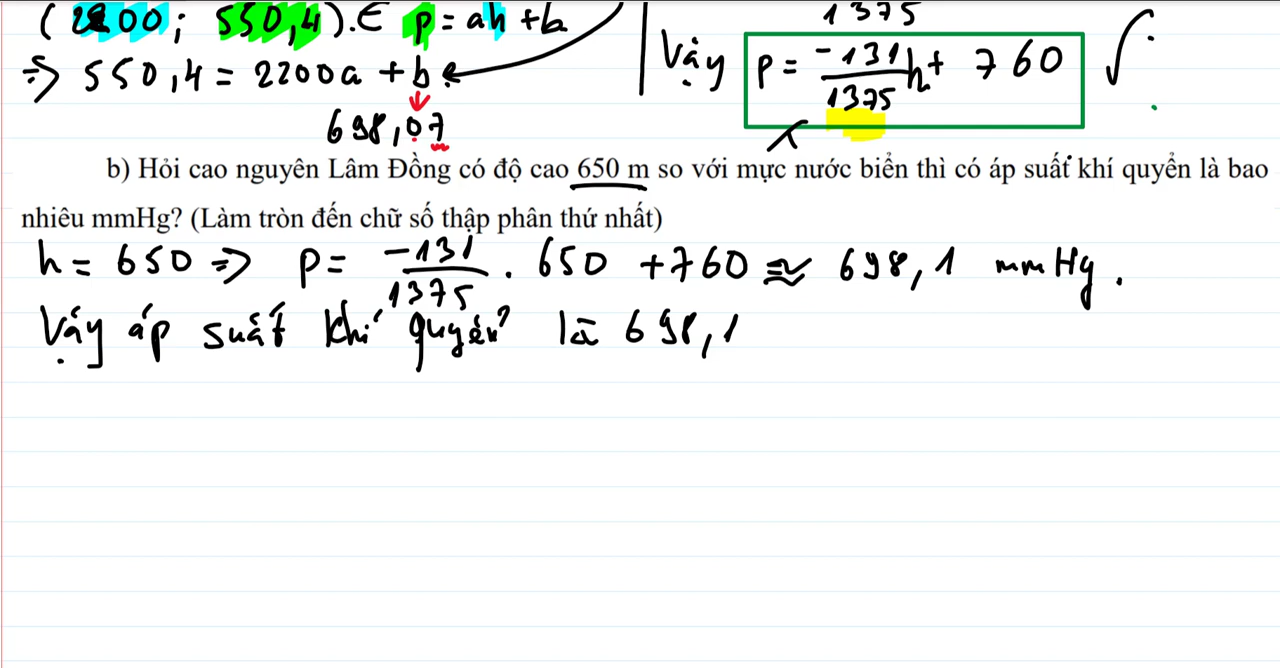 (2200; 550,4).∈ p=ah+b
=> 550,4 = 2200a + b.
698,07
1375
Vậy p= -131/1375 h+ 760
b) Hỏi cao nguyên Lâm Đồng có độ cao 650 m so với mực nước biển thì có áp suất khí quyển là bao
nhiêu mmHg? (Làm tròn đến chữ số thập phân thứ nhất)
h= 650 => p= -131/1375 . 650 +760 ≈ 698,1 mmHg.
Vậy áp suất khí quyển là 698,1